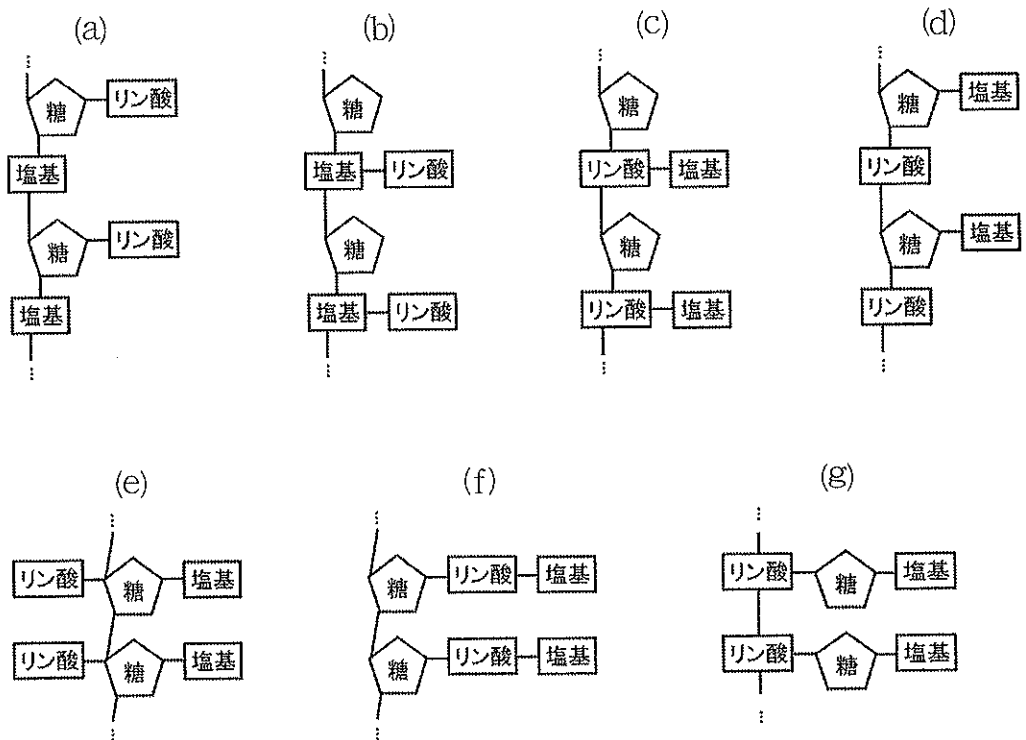 (a) (b) (c) (d)
糖 リン酸 糖 糖 糖 塩基
塩基 塩基 リン酸 リン酸 塩基 リン酸
糖 リン酸 糖 糖 糖 塩基
塩基 塩基 リン酸 リン酸 塩基 リン酸
(e) (f) (g)
リン酸 糖 塩基 糖 リン酸 塩基 リン酸 糖 塩基
リン酸 糖 塩基 糖 リン酸 塩基 リン酸 糖 塩基